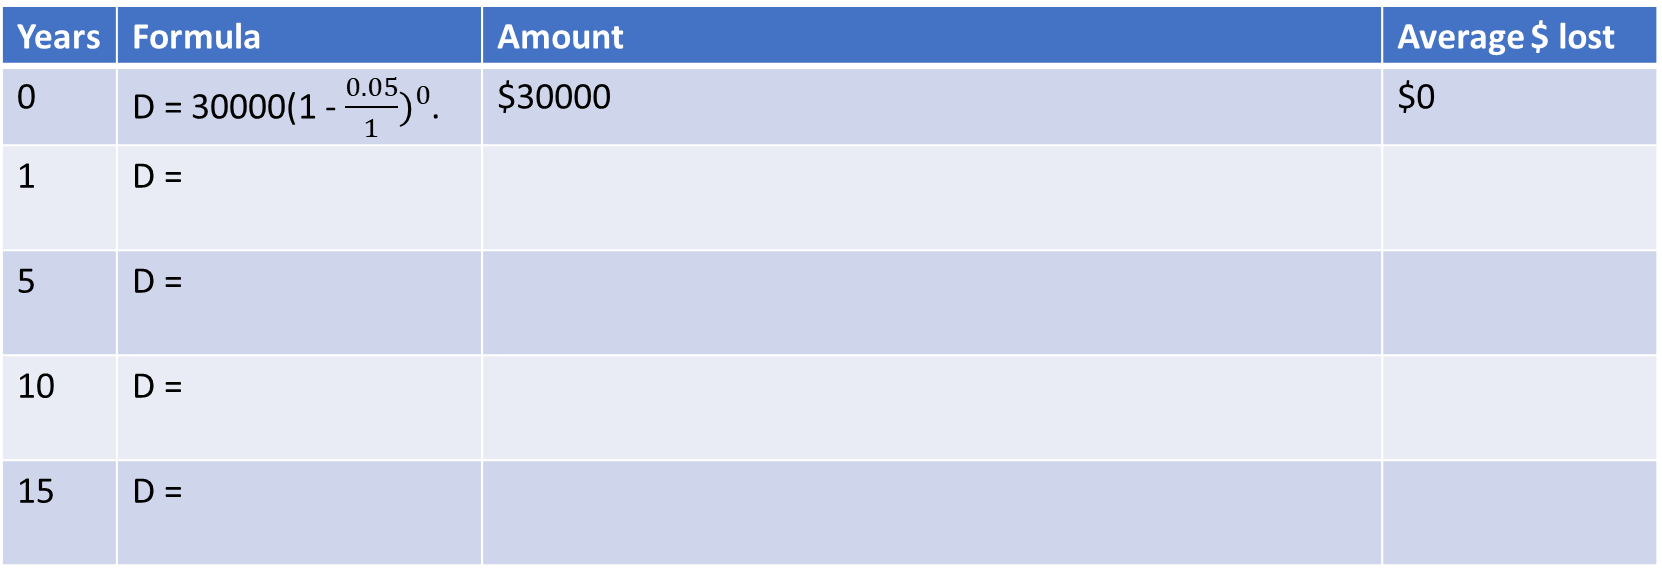 Years Formula Amount Average $ lost
0 D = 30000(1 - 0.05/1)^0. $30000 $0
1 D =
5 D =
10 D =
15 D =